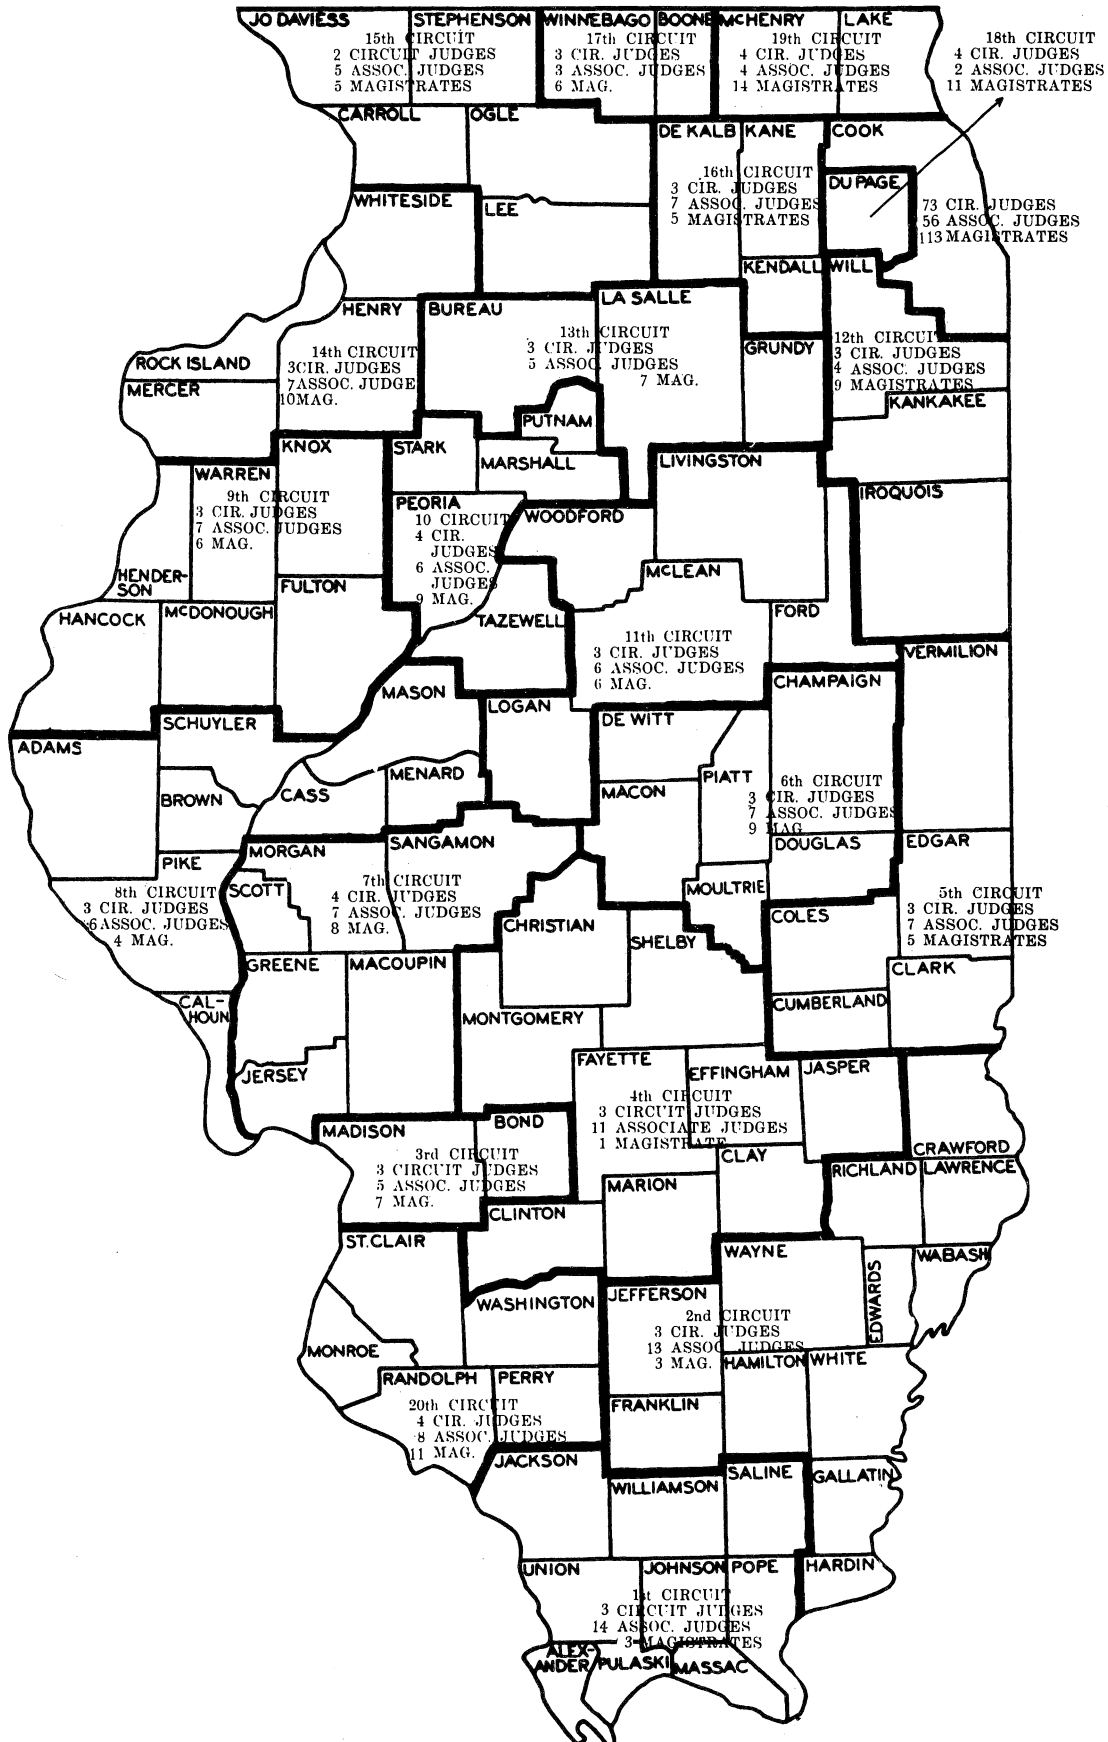 JO DAVIESS
STEPHENSON
WINNEBAGO
BOONE
McHENRY
LAKE
15th CIRCUIT
2 CIRCUIT JUDGES
5 ASSOC. JUDGES
5 MAGISTRATES
17th CIRCUIT
3 CIR. JUDGES
3 ASSOC. JUDGES
6 MAG.
19th CIRCUIT
4 CIR. JUDGES
4 ASSOC. JUDGES
14 MAGISTRATES
18th CIRCUIT
4 CIR. JUDGES
2 ASSOC. JUDGES
11 MAGISTRATES
CARROLL
OGLE
DE KALB
KANE
COOK
16th CIRCUIT
3 CIR. JUDGES
7 ASSOC. JUDGES
5 MAGISTRATES
DU PAGE
73 CIR. JUDGES
56 ASSOC. JUDGES
113 MAGISTRATES
WHITESIDE
LEE
KENDALL
WILL
HENRY
BUREAU
LA SALLE
13th CIRCUIT
3 CIR. JUDGES
5 ASSOC. JUDGES
7 MAG.
GRUNDY
12th CIRCUIT
3 CIR. JUDGES
4 ASSOC. JUDGES
9 MAGISTRATES
14th CIRCUIT
3CIR. JUDGES
7ASSOC. JUDGE
10MAG.
ROCK ISLAND
MERCER
KANKAKEE
PUTNAM
KNOX
STARK
MARSHALL
LIVINGSTON
WARREN
9th CIRCUIT
3 CIR. JUDGES
7 ASSOC. JUDGES
6 MAG.
PEORIA
10 CIRCUIT
4 CIR.
JUDGES
6 ASSOC.
JUDGES
9 MAG.
WOODFORD
IROQUOIS
HENDER-
SON
FULTON
McLEAN
HANCOCK
McDONOUGH
TAZEWELL
FORD
11th CIRCUIT
3 CIR. JUDGES
6 ASSOC. JUDGES
6 MAG.
VERMILION
MASON
LOGAN
CHAMPAIGN
SCHUYLER
DE WITT
ADAMS
MENARD
PIATT
6th CIRCUIT
3 CIR. JUDGES
7 ASSOC. JUDGES
9 MAG
BROWN
CASS
MACON
DOUGLAS
EDGAR
MORGAN
SANGAMON
PIKE
8th CIRCUIT
3 CIR. JUDGES
6 ASSOC. JUDGES
4 MAG.
SCOTT
7th CIRCUIT
4 CIR. JUDGES
7 ASSOC. JUDGES
8 MAG.
MOULTRIE
5th CIRCUIT
3 CIR. JUDGES
7 ASSOC. JUDGES
5 MAGISTRATES
CHRISTIAN
COLES
SHELBY
GREENE
MACOUPIN
CLARK
CAL-
HOUN
MONTGOMERY
CUMBERLAND
JERSEY
FAYETTE
EFFINGHAM
JASPER
4th CIRCUIT
3 CIRCUIT JUDGES
11 ASSOCIATE JUDGES
1 MAGISTRATE
MADISON
BOND
3rd CIRCUIT
3 CIRCUIT JUDGES
5 ASSOC. JUDGES
7 MAG.
CLAY
CRAWFORD
RICHLAND
LAWRENCE
MARION
CLINTON
ST. CLAIR
WAYNE
WABASH
EDWARDS
WASHINGTON
JEFFERSON
2nd CIRCUIT
3 CIR. JUDGES
13 ASSOC. JUDGES
3 MAG.
HAMILTON
WHITE
MONROE
RANDOLPH
PERRY
20th CIRCUIT
4 CIR. JUDGES
8 ASSOC. JUDGES
11 MAG.
FRANKLIN
JACKSON
WILLIAMSON
SALINE
GALLATIN
UNION
JOHNSON
POPE
HARDIN
1st CIRCUIT
3 CIRCUIT JUDGES
14 ASSOC. JUDGES
3 MAGISTRATES
ALEX-
ANDER
PULASKI
MASSAC